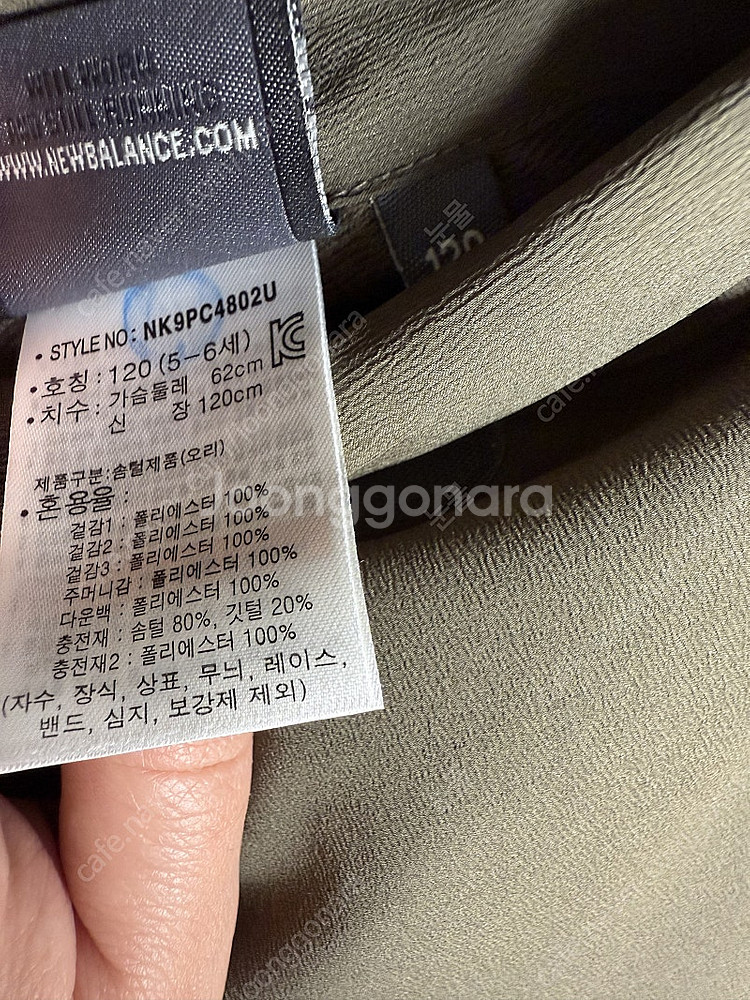 WWW.NEWBALANCE.COM
120
• STYLE NO: NK9PC4802U
• 호칭 : 120 (5-6세)
• 치수 : 가슴둘레 62cm
신 장 120cm
제품구분:솜털제품(오리)
• 혼용율 :
겉감1 : 폴리에스터 100%
겉감2 : 폴리에스터 100%
겉감3 : 폴리에스터 100%
주머니감 : 폴리에스터 100%
다운백 : 폴리에스터 100%
충전재 : 솜털 80%, 깃털 20%
충전재2 : 폴리에스터 100%
(자수, 장식, 상표, 무늬, 레이스,
밴드, 심지, 보강제 제외)
joonggonara
눈물